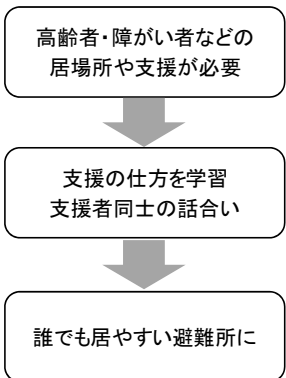 高齢者・障がい者などの
居場所や支援が必要
支援の仕方を学習
支援者同士の話合い
誰でも居やすい避難所に